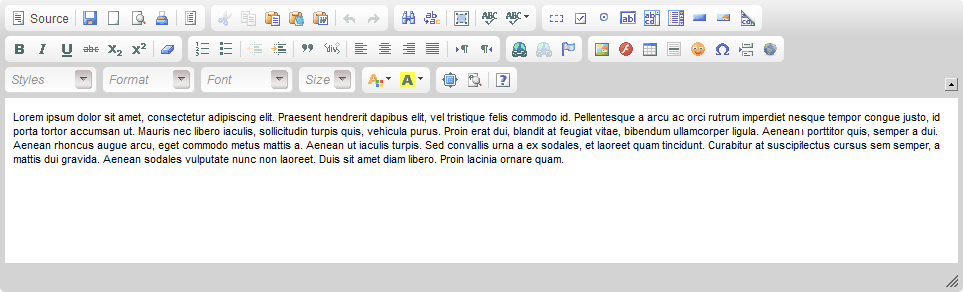 Source
B I U abc X₂ X²
Styles Format Font Size A A
Lorem ipsum dolor sit amet, consectetur adipiscing elit. Praesent hendrerit dapibus elit, vel tristique felis commodo id. Pellentesque a arcu ac orci rutrum imperdiet nesque tempor congue justo, id
porta tortor accumsan ut. Mauris nec libero iaculis, sollicitudin turpis quis, vehicula purus. Proin erat dui, blandit at feugiat vitae, bibendum ullamcorper ligula. Aenean porttitor quis, semper a dui.
Aenean rhoncus augue arcu, eget commodo metus mattis a. Aenean ut iaculis turpis. Sed convallis urna a ex sodales, et laoreet quam tincidunt. Curabitur at suscipilectus cursus sem semper, a
mattis dui gravida. Aenean sodales vulputate nunc non laoreet. Duis sit amet diam libero. Proin lacinia ornare quam.